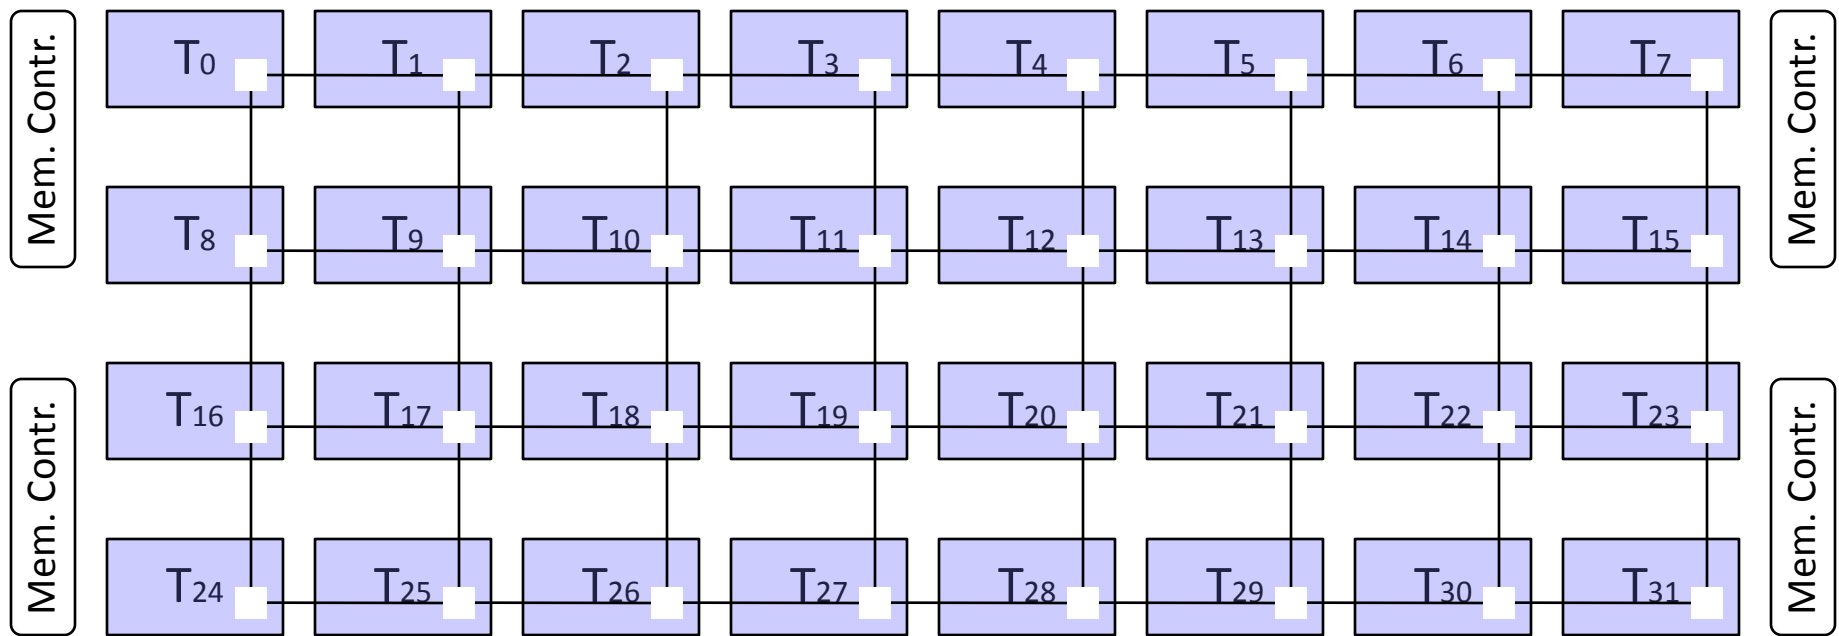 Mem. Contr.
T0 T1 T2 T3 T4 T5 T6 T7
Mem. Contr.
T8 T9 T10 T11 T12 T13 T14 T15
Mem. Contr.
T16 T17 T18 T19 T20 T21 T22 T23
Mem. Contr.
T24 T25 T26 T27 T28 T29 T30 T31